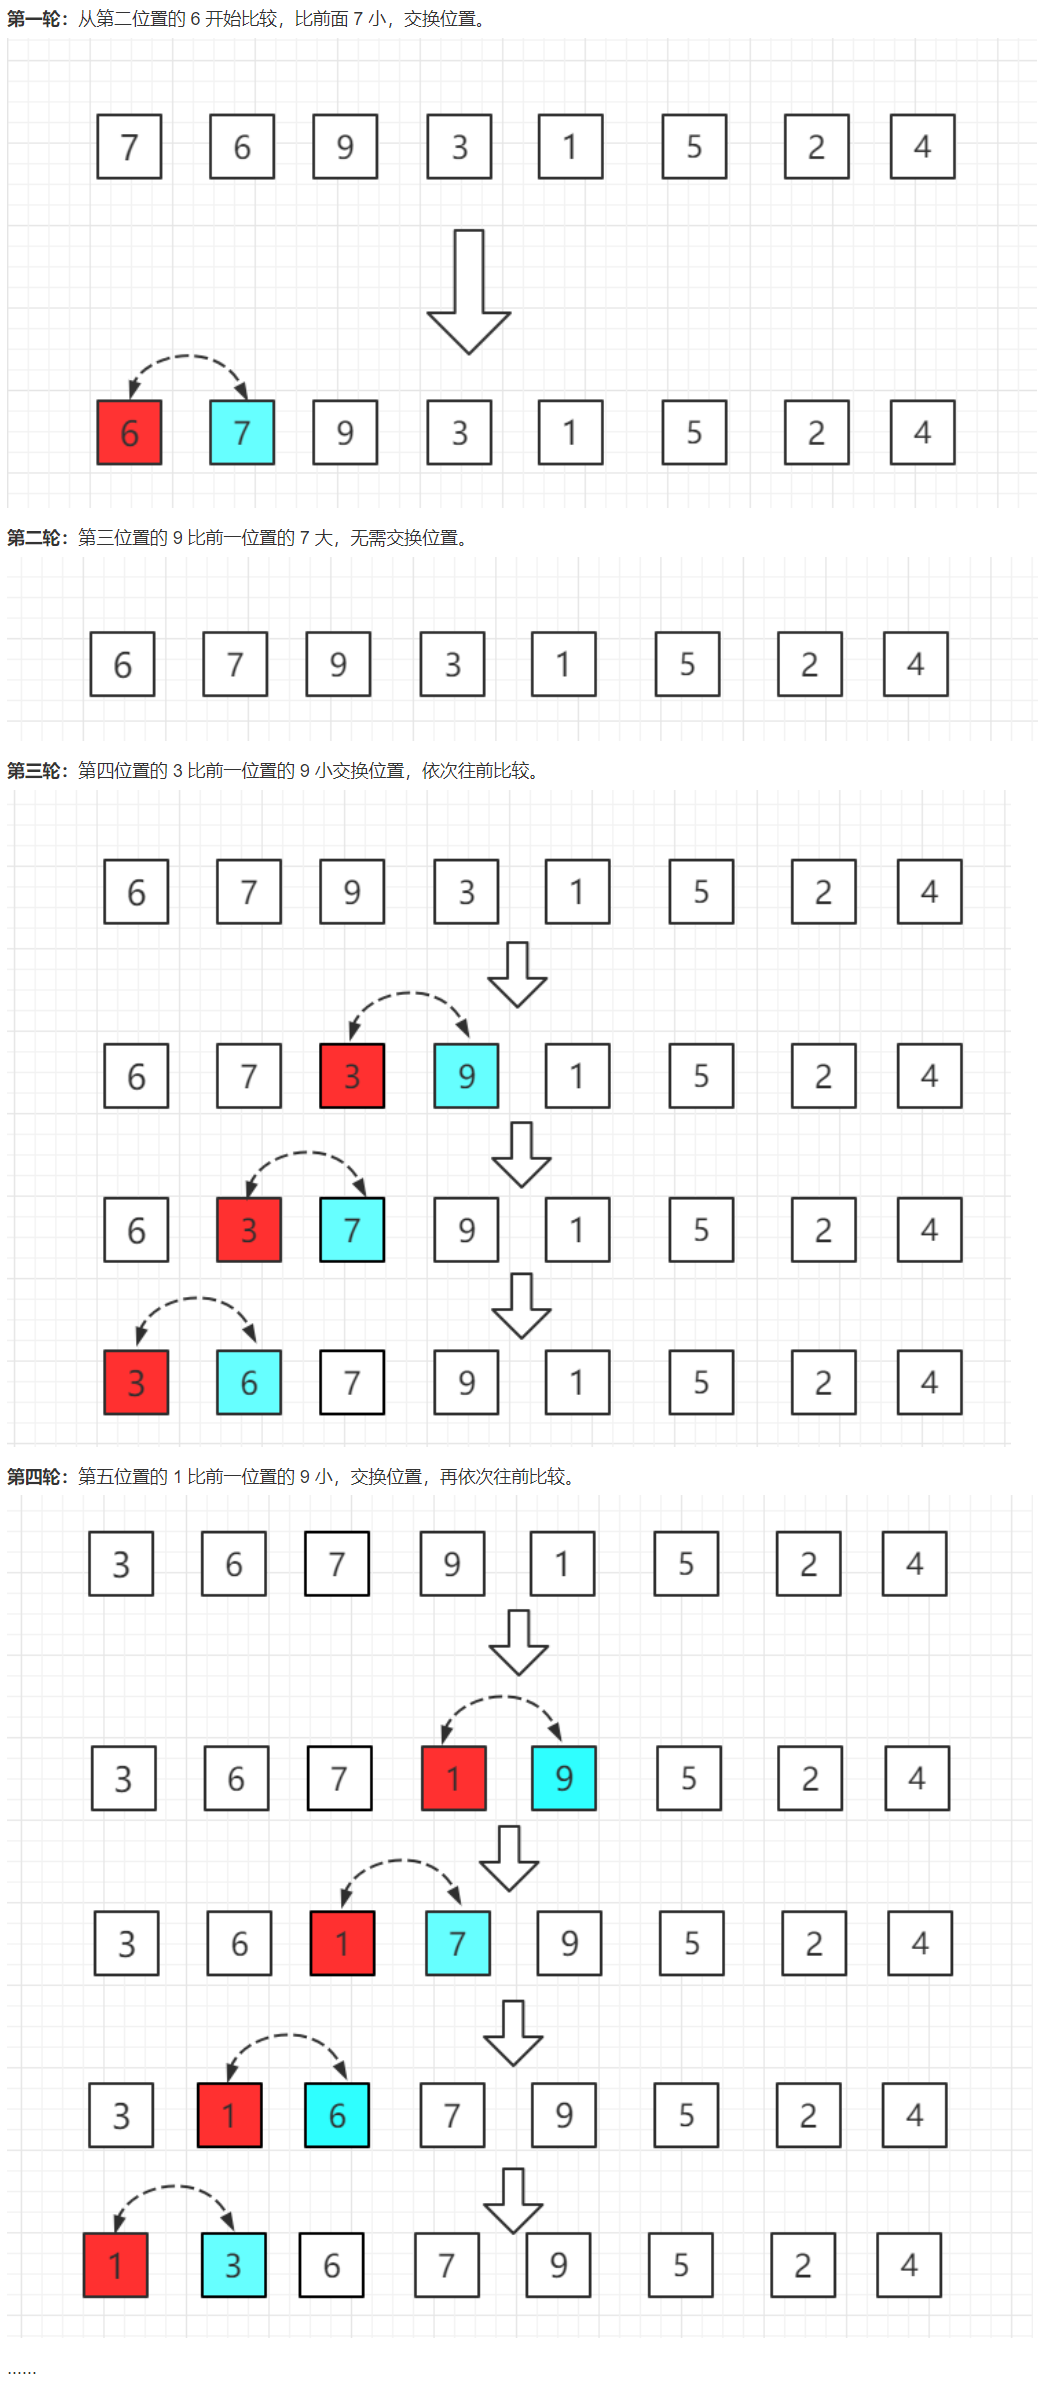 第一轮：从第二位置的 6 开始比较，比前面 7 小，交换位置。
7 6 9 3 1 5 2 4
6 7 9 3 1 5 2 4
第二轮：第三位置的 9 比前一位置的 7 大，无需交换位置。
6 7 9 3 1 5 2 4
第三轮：第四位置的 3 比前一位置的 9 小交换位置，依次往前比较。
6 7 9 3 1 5 2 4
6 7 3 9 1 5 2 4
6 3 7 9 1 5 2 4
3 6 7 9 1 5 2 4
第四轮：第五位置的 1 比前一位置的 9 小，交换位置，再依次往前比较。
3 6 7 9 1 5 2 4
3 6 7 1 9 5 2 4
3 6 1 7 9 5 2 4
3 1 6 7 9 5 2 4
1 3 6 7 9 5 2 4
......